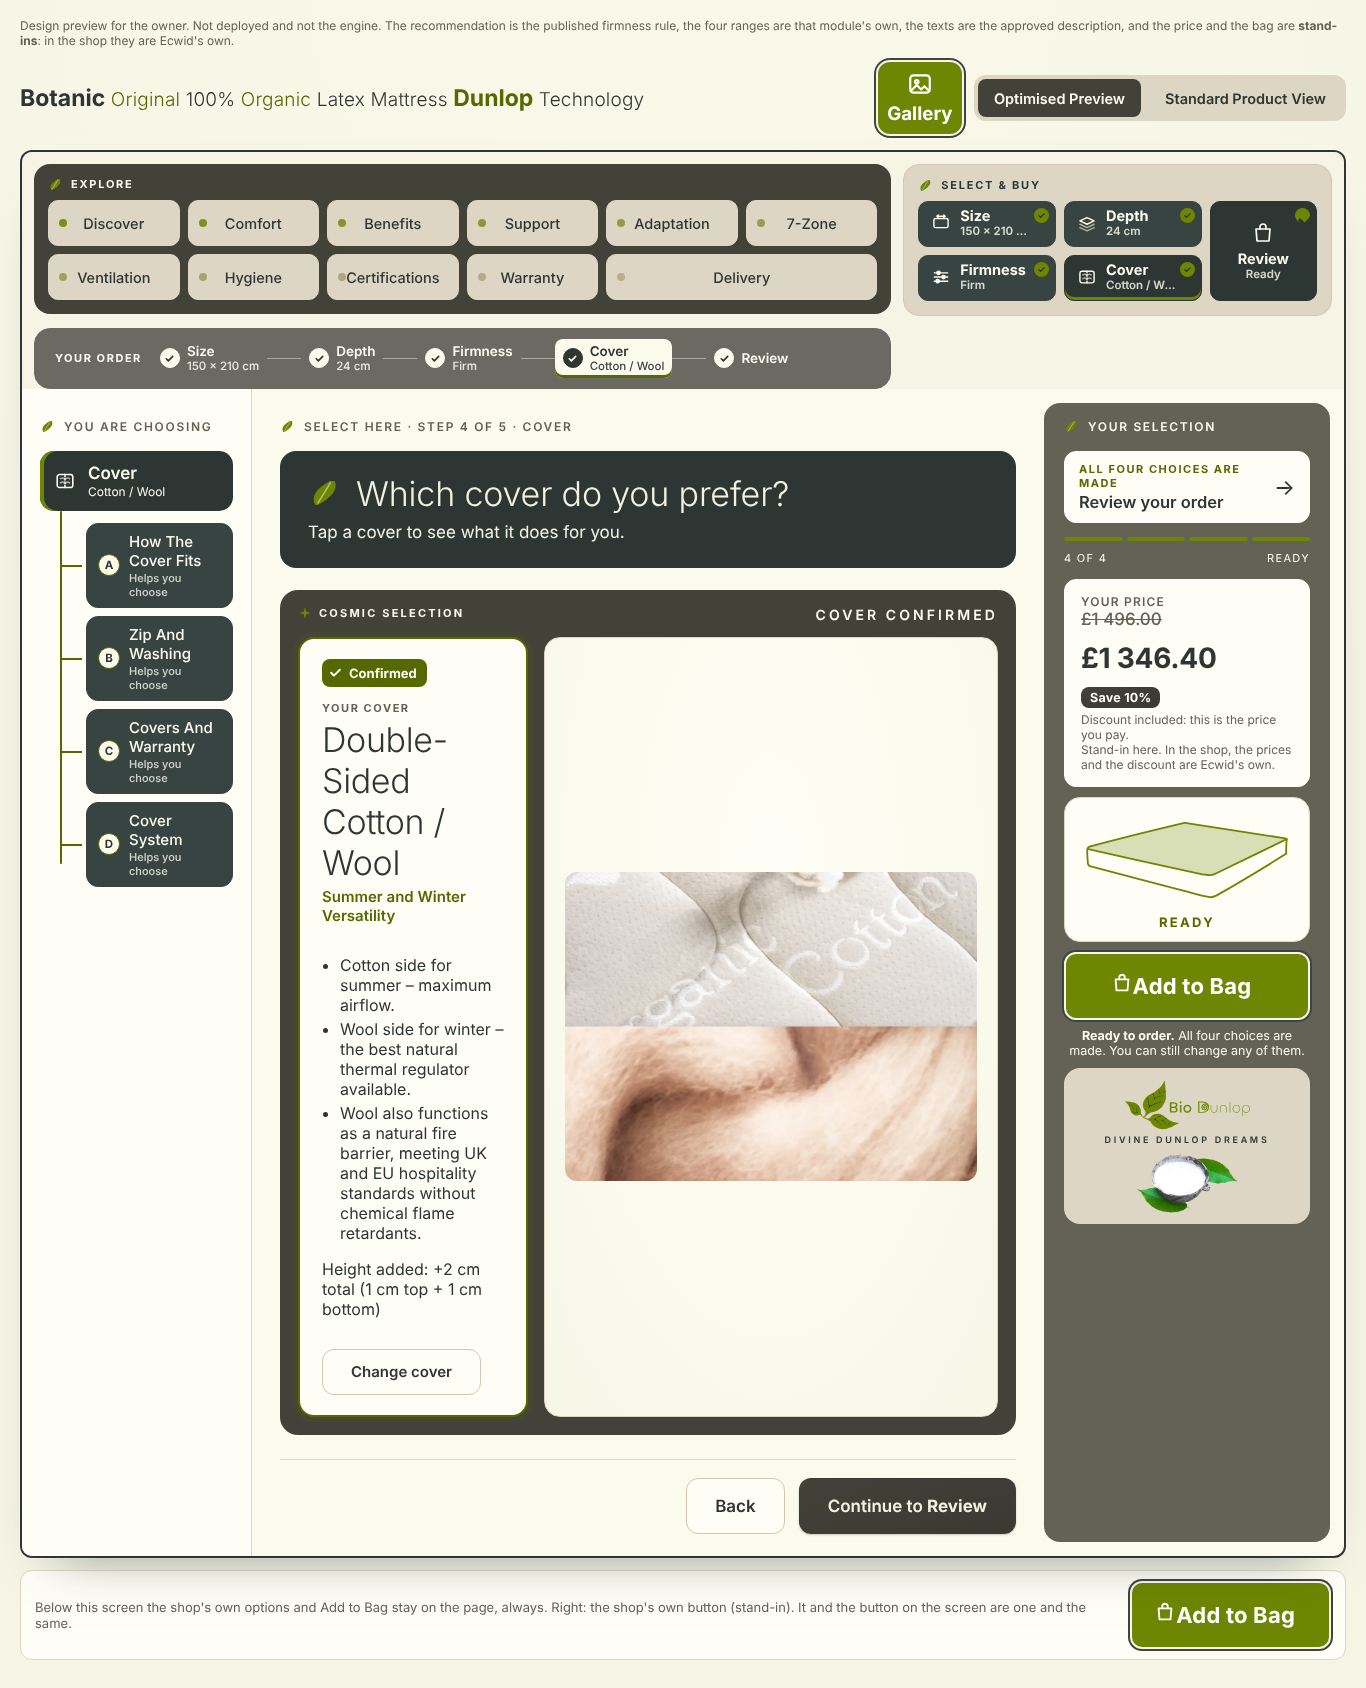 Design preview for the owner. Not deployed and not the engine. The recommendation is the published firmness rule, the four ranges are that module's own, the texts are the approved description, and the price and the bag are stand-
ins: in the shop they are Ecwid's own.
Botanic Original 100% Organic Latex Mattress Dunlop Technology
Gallery
Optimised Preview
Standard Product View
EXPLORE
Discover
Comfort
Benefits
Support
Adaptation
7-Zone
Ventilation
Hygiene
Certifications
Warranty
Delivery
SELECT & BUY
Size
150 × 210 ...
Depth
24 cm
Firmness
Firm
Cover
Cotton / W...
Review
Ready
YOUR ORDER
Size
150 × 210 cm
Depth
24 cm
Firmness
Firm
Cover
Cotton / Wool
Review
YOU ARE CHOOSING
Cover
Cotton / Wool
A
How The
Cover Fits
Helps you
choose
B
Zip And
Washing
Helps you
choose
C
Covers And
Warranty
Helps you
choose
D
Cover
System
Helps you
choose
SELECT HERE · STEP 4 OF 5 · COVER
Which cover do you prefer?
Tap a cover to see what it does for you.
COSMIC SELECTION
COVER CONFIRMED
Confirmed
YOUR COVER
Double-
Sided
Cotton /
Wool
Summer and Winter
Versatility
• Cotton side for
summer – maximum
airflow.
• Wool side for winter –
the best natural
thermal regulator
available.
• Wool also functions
as a natural fire
barrier, meeting UK
and EU hospitality
standards without
chemical flame
retardants.
Height added: +2 cm
total (1 cm top + 1 cm
bottom)
Change cover
rganic Cotton
Back
Continue to Review
YOUR SELECTION
ALL FOUR CHOICES ARE
MADE
Review your order
4 OF 4
READY
YOUR PRICE
£1 496.00
£1 346.40
Save 10%
Discount included: this is the price
you pay.
Stand-in here. In the shop, the prices
and the discount are Ecwid's own.
READY
Add to Bag
Ready to order. All four choices are
made. You can still change any of them.
Bio Dunlop
DIVINE DUNLOP DREAMS
Below this screen the shop's own options and Add to Bag stay on the page, always. Right: the shop's own button (stand-in). It and the button on the screen are one and the
same.
Add to Bag